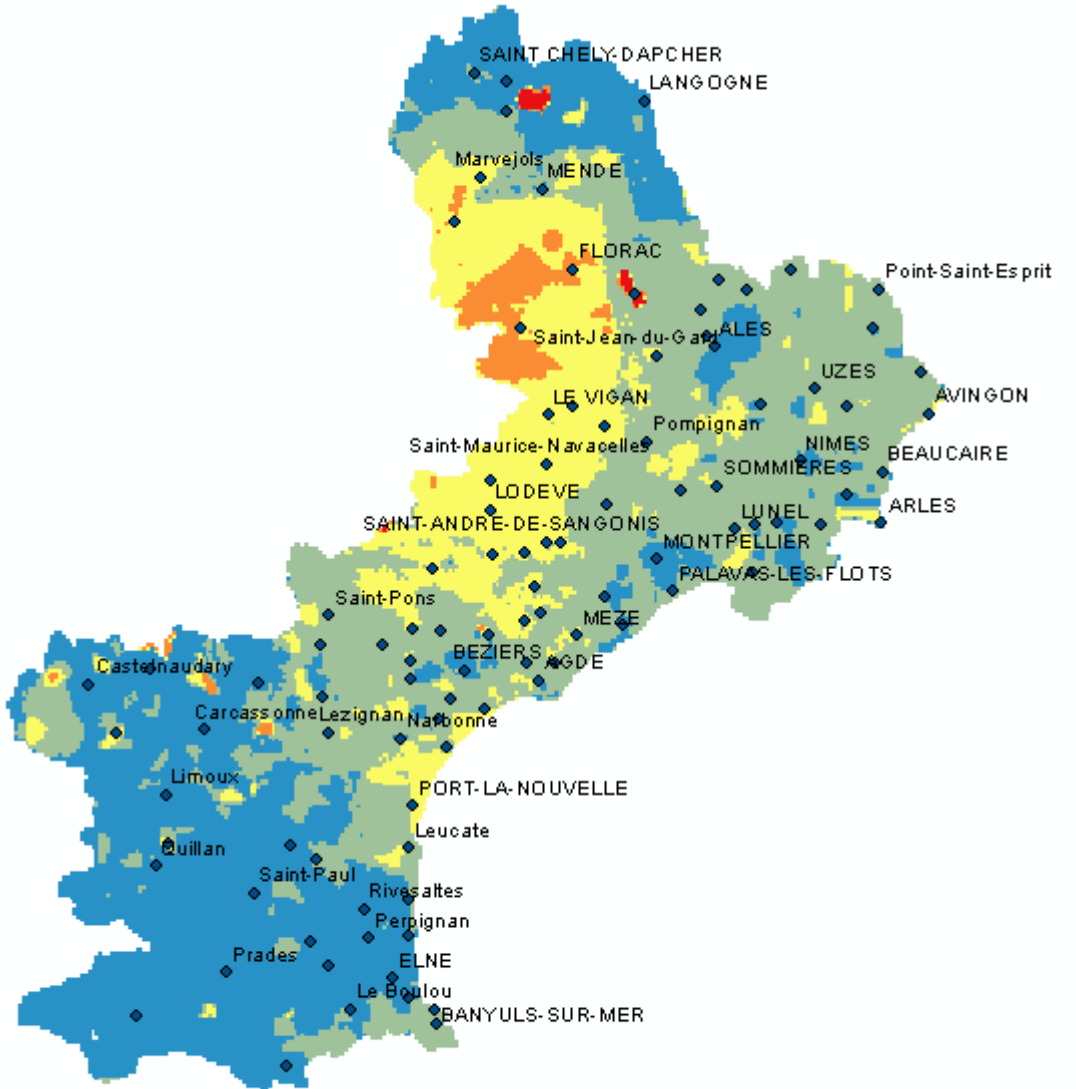 SAINT CHELY-DAPCHER
LANGOGNE
Marvejols
MENDE
FLORAC
Point-Saint-Esprit
ALES
Saint-Jean-du-Gard
UZES
LE VIGAN
AVINGON
Pompignan
Saint-Maurice-Navacelles
NIMES
BEAUCAIRE
SOMMIERES
LODEVE
ARLES
LUNEL
SAINT-ANDRE-DE-SANGONIS
MONTPELLIER
PALAVAS-LES-FLOTS
Saint-Pons
MEZE
BEZIERS
AGDE
Castelnaudary
Carcassonne
Lezignan
Narbonne
Limoux
PORT-LA-NOUVELLE
Leucate
Quillan
Saint-Paul
Rivesaltes
Perpignan
Prades
ELNE
Le Boulou
BANYULS-SUR-MER